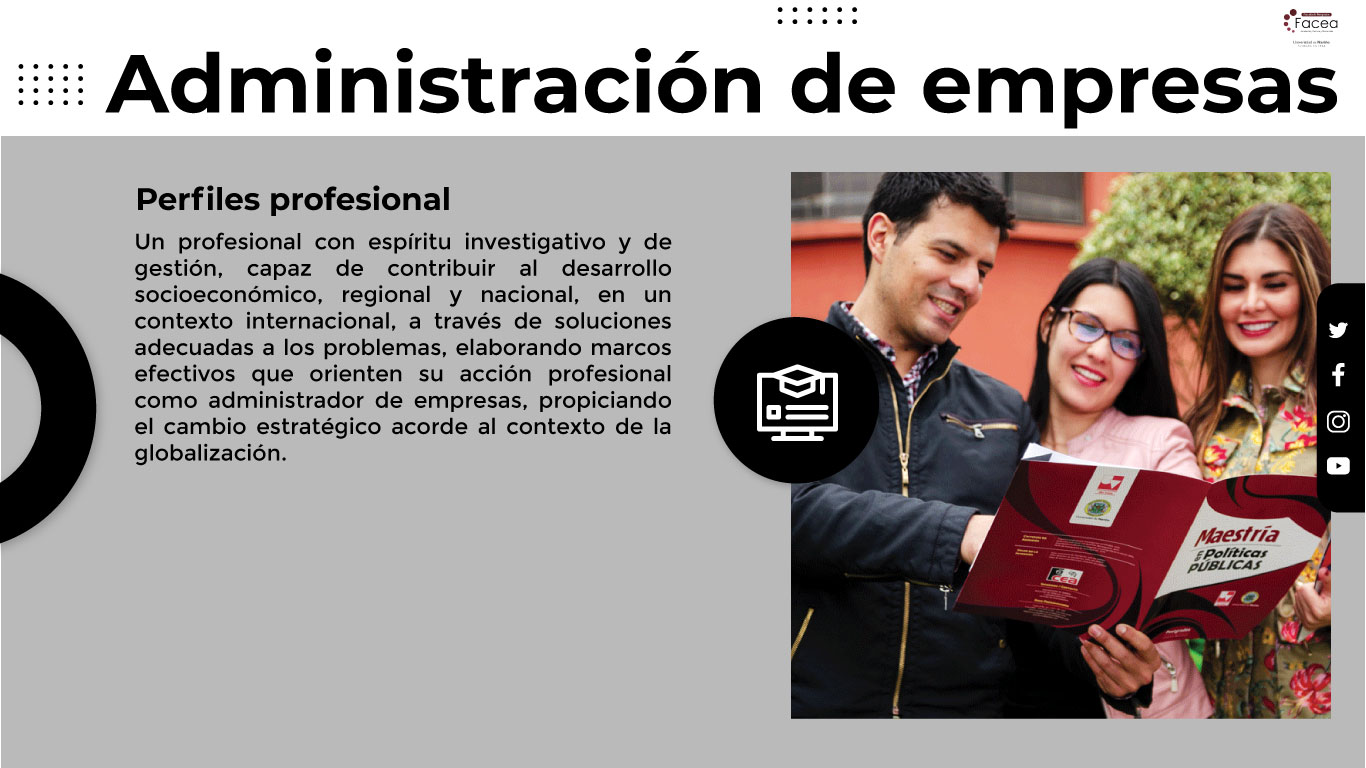 Facea
Universidad de Nariño
Administración de empresas
Perfiles profesional
Un profesional con espíritu investigativo y de
gestión, capaz de contribuir al desarrollo
socioeconómico, regional y nacional, en un
contexto internacional, a través de soluciones
adecuadas a los problemas, elaborando marcos
efectivos que orienten su acción profesional
como administrador de empresas, propiciando
el cambio estratégico acorde al contexto de la
globalización.
Maestría
en Políticas
PÚBLICAS